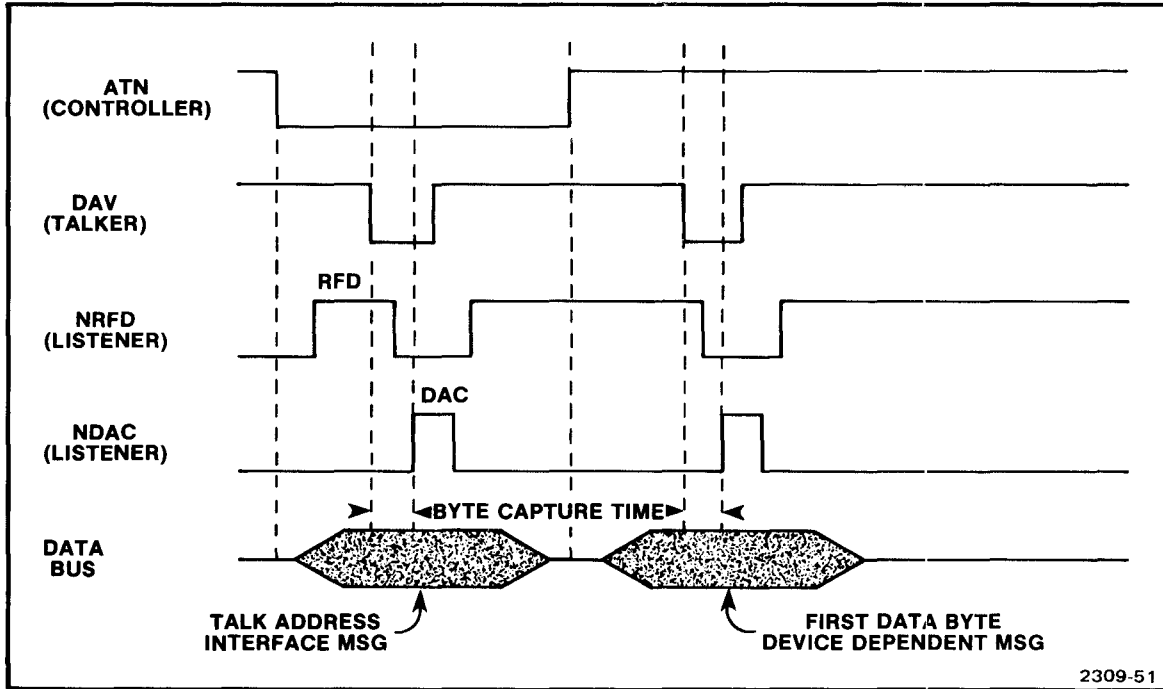 ATN
(CONTROLLER)
DAV
(TALKER)
RFD
NRFD
(LISTENER)
DAC
NDAC
(LISTENER)
BYTE CAPTURE TIME
DATA
BUS
TALK ADDRESS
INTERFACE MSG
FIRST DATA BYTE
DEVICE DEPENDENT MSG
2309-51